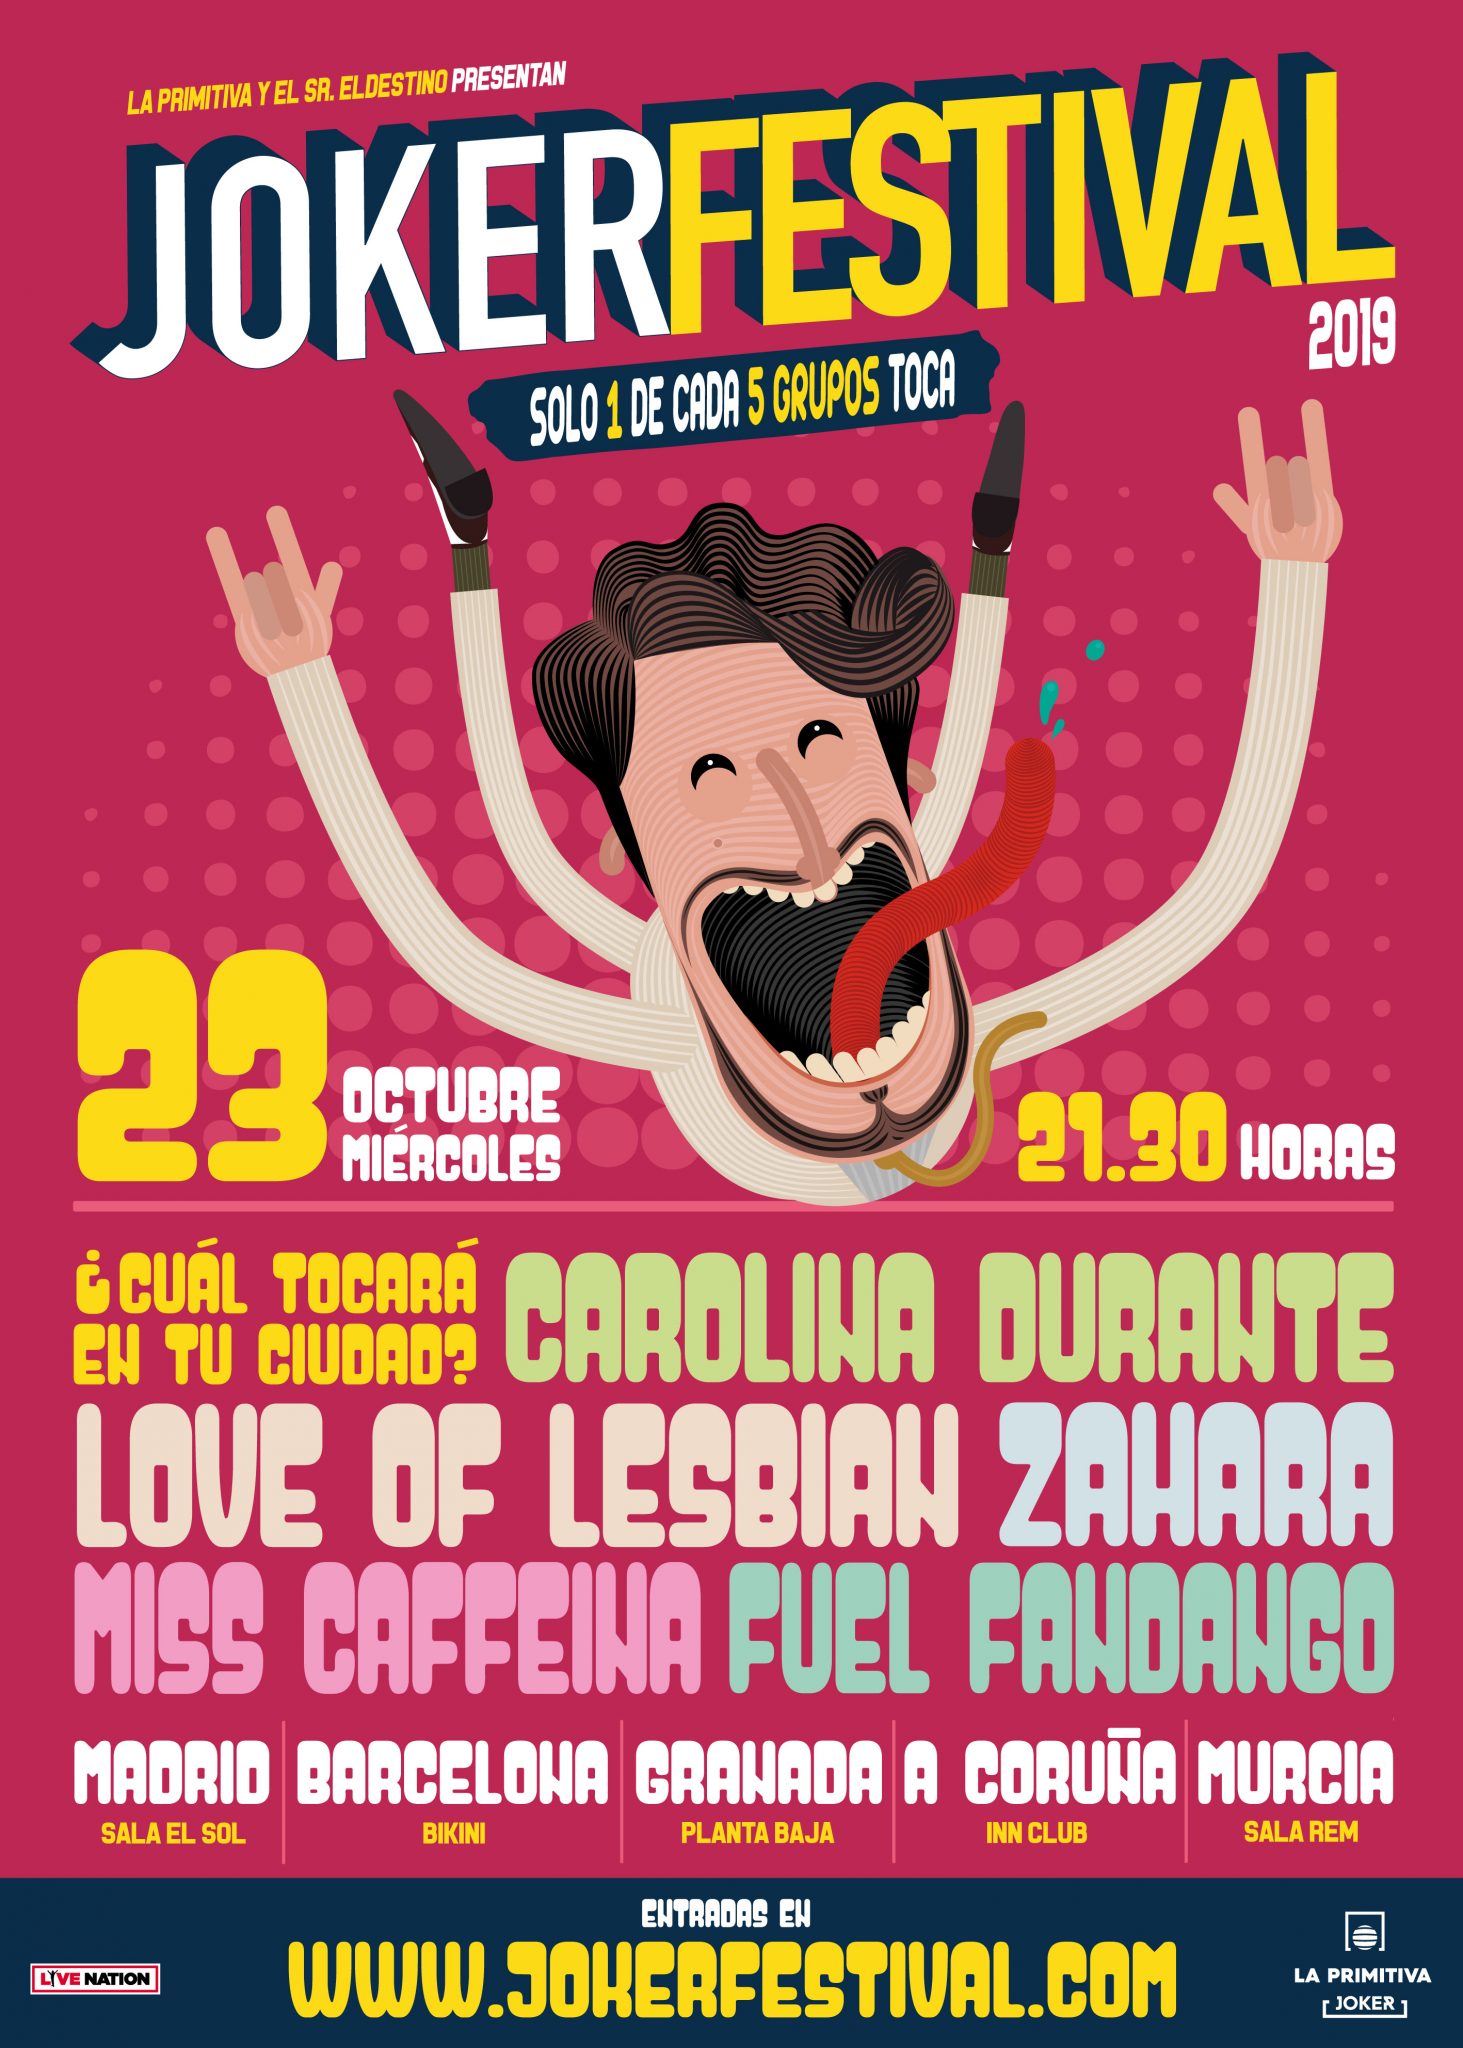 LA PRIMITIVA Y EL SR. ELDESTINO PRESENTAN
JOKERFESTIVAL
2019
SOLO 1 DE CADA 5 GRUPOS TOCA
23
OCTUBRE
MIÉRCOLES
21.30 HORAS
¿CUÁL TOCARÁ
EN TU CIUDAD?
CAROLINA DURANTE
LOVE OF LESBIAN ZAHARA
MISS CAFFEINA FUEL FANDANGO
MADRID
SALA EL SOL
BARCELONA
BIKINI
GRANADA
PLANTA BAJA
A CORUÑA
INN CLUB
MURCIA
SALA REM
ENTRADAS EN
WWW.JOKERFESTIVAL.COM
LIVE NATION
LA PRIMITIVA
JOKER